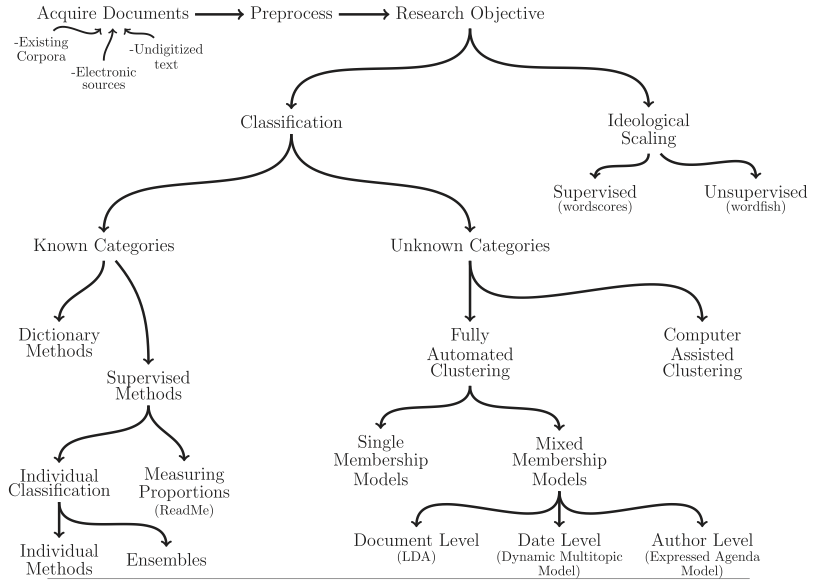 Acquire Documents
Preprocess
Research Objective
-Existing
Corpora
-Electronic
sources
-Undigitized
text
Classification
Ideological
Scaling
Supervised
(wordscores)
Unsupervised
(wordfish)
Known Categories
Unknown Categories
Dictionary
Methods
Supervised
Methods
Fully
Automated
Clustering
Computer
Assisted
Clustering
Individual
Classification
Measuring
Proportions
(ReadMe)
Single
Membership
Models
Mixed
Membership
Models
Individual
Methods
Ensembles
Document Level
(LDA)
Date Level
(Dynamic Multitopic
Model)
Author Level
(Expressed Agenda
Model)